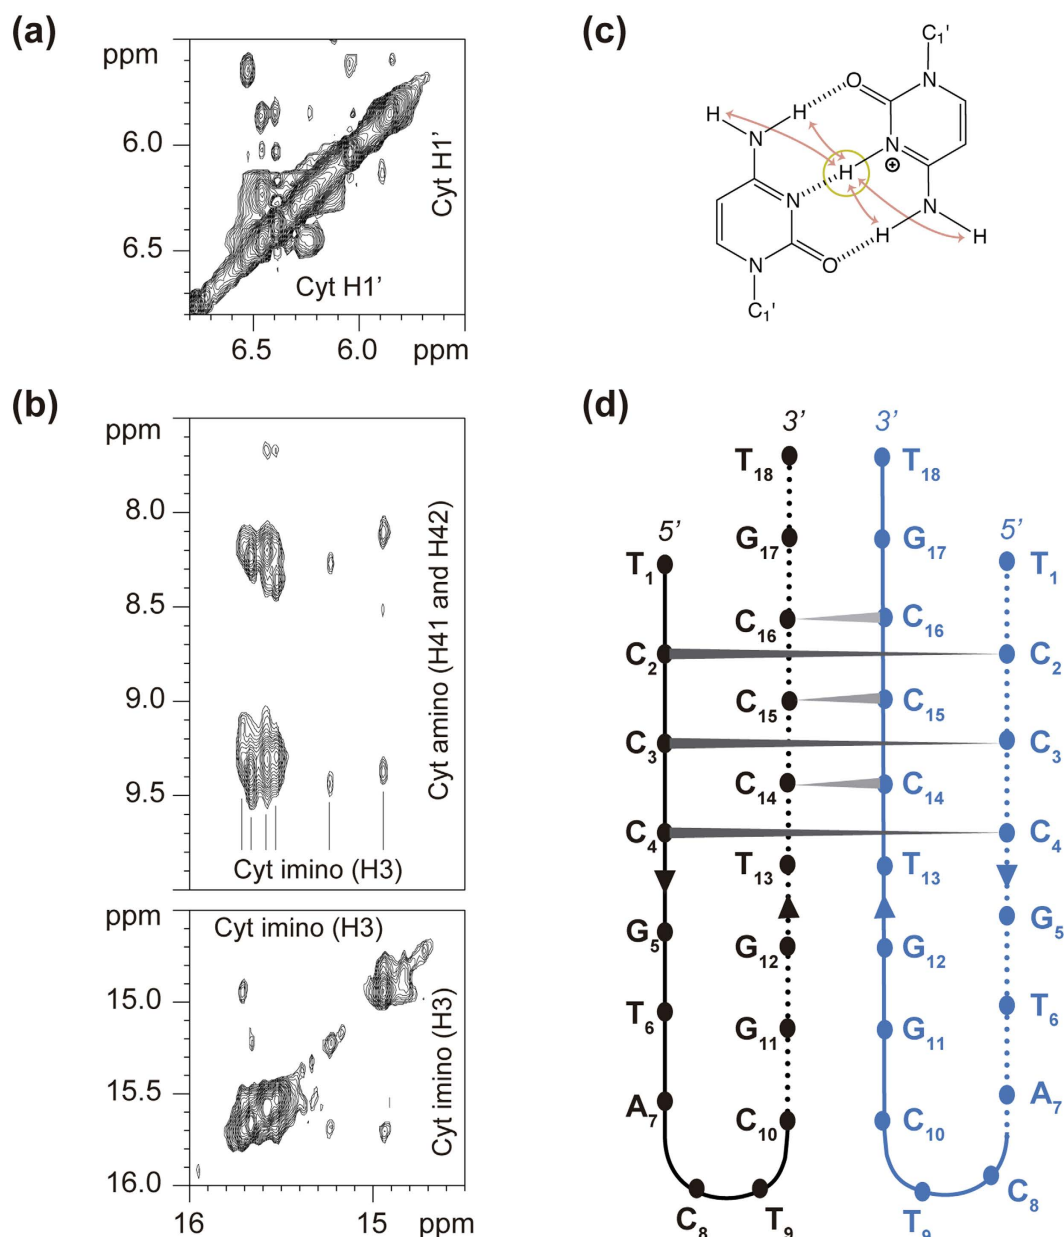 (a)
ppm
6.0
6.5
Cyt H1'
Cyt H1'
6.5
6.0
ppm
(b)
ppm
8.0
8.5
9.0
9.5
Cyt amino (H41 and H42)
Cyt imino (H3)
ppm
Cyt imino (H3)
15.0
15.5
16.0
Cyt imino (H3)
16
15
ppm
(c)
C1'
O
N
H
H
N
N
⊕
H
N
N
H
H
N
O
C1'
(d)
3'
3'
T18
T18
5'
G17
G17
5'
T1
T1
C16
C16
C2
C2
C15
C15
C3
C3
C14
C14
C4
C4
T13
T13
G5
G5
G12
G12
T6
T6
G11
G11
A7
A7
C10
C10
C8
T9
T9
C8